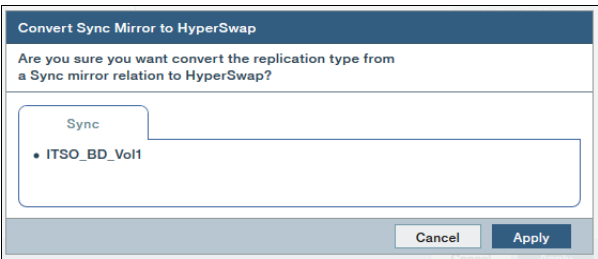 Convert Sync Mirror to HyperSwap
Are you sure you want convert the replication type from
a Sync mirror relation to HyperSwap?
Sync
• ITSO_BD_Vol1
Cancel Apply